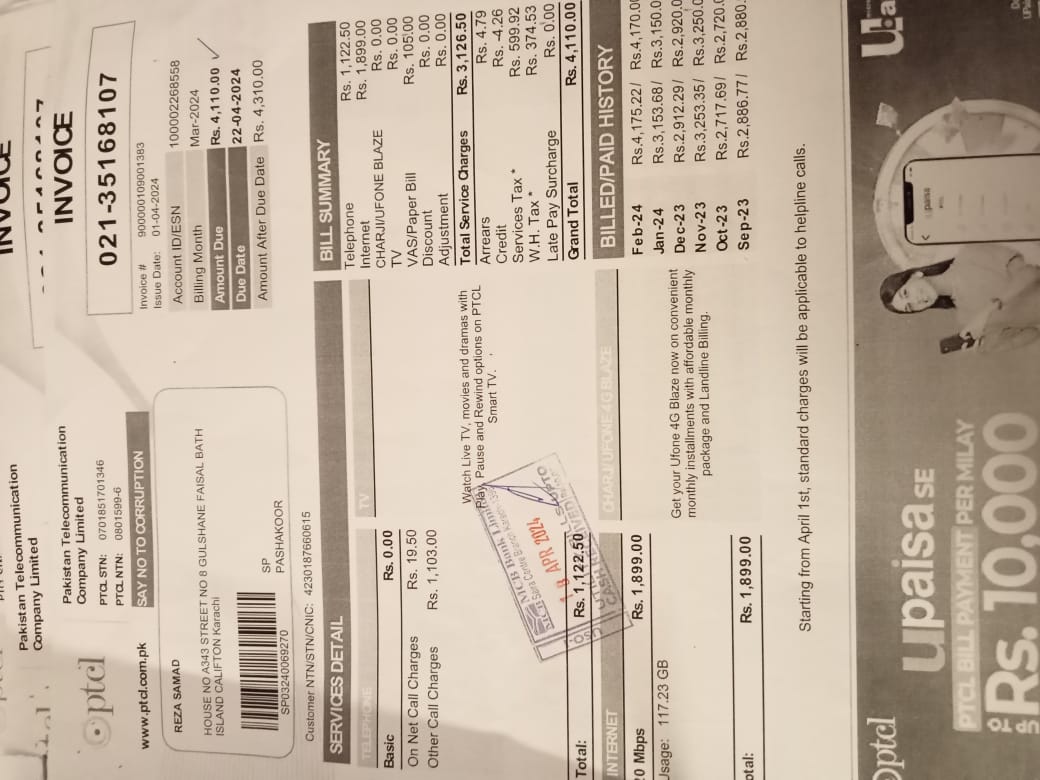 INVOICE
Pakistan Telecommunication
Company Limited
ptcl
Pakistan Telecommunication
Company Limited
PTCL STN: 0701851701346
PTCL NTN: 0801599-6
www.ptcl.com.pk
SAY NO TO CORRUPTION
INVOICE
021-35168107
Invoice # 900000109001383
Issue Date: 01-04-2024
Account ID/ESN 100002268558
Billing Month Mar-2024
Amount Due Rs. 4,110.00
Due Date 22-04-2024
Amount After Due Date Rs. 4,310.00
REZA SAMAD
HOUSE NO A343 STREET NO 8 GULSHANE FAISAL BATH
ISLAND CALIFTON Karachi
SP
PASHAKOOR
SP03240069270
Customer NTN/STN/CNIC: 4230187660615
SERVICES DETAIL
TELEPHONE
Basic Rs. 0.00
On Net Call Charges Rs. 19.50
Other Call Charges Rs. 1,103.00
Total: Rs. 1,122.50
TV
Watch Live TV, movies and dramas with
Play, Pause and Rewind options on PTCL
Smart TV.
MCB Bank Limited
18 APR 2024
INTERNET
0 Mbps Rs. 1,899.00
Usage: 117.23 GB
otal: Rs. 1,899.00
CHARJI/UFONE 4G BLAZE
Get your Ufone 4G Blaze now on convenient
monthly installments with affordable monthly
package and Landline Billing.
BILL SUMMARY
Telephone Rs. 1,122.50
Internet Rs. 1,899.00
CHARJI/UFONE BLAZE Rs. 0.00
TV Rs. 0.00
VAS/Paper Bill Rs. 105.00
Discount Rs. 0.00
Adjustment Rs. 0.00
Total Service Charges Rs. 3,126.50
Arrears Rs. 4.79
Credit Rs. -4.26
Services Tax * Rs. 599.92
W.H. Tax * Rs. 374.53
Late Pay Surcharge Rs. 0.00
Grand Total Rs. 4,110.00
BILLED/PAID HISTORY
Feb-24 Rs.4,175.22/ Rs.4,170.0
Jan-24 Rs.3,153.68/ Rs.3,150.0
Dec-23 Rs.2,912.29/ Rs.2,920.0
Nov-23 Rs.3,253.35/ Rs.3,250.0
Oct-23 Rs.2,717.69/ Rs.2,720.0
Sep-23 Rs.2,886.77/ Rs.2,880.
Starting from April 1st, standard charges will be applicable to helpline calls.
ptcl
upaisa SE
PTCL BILL PAYMENT PER MILAY
RS. 10,000